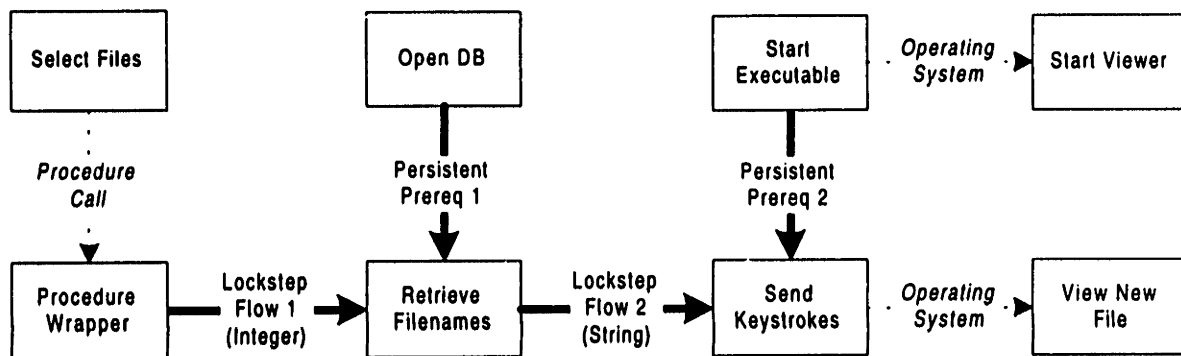 Select Files
Open DB
Start
Executable
Operating
System
Start Viewer
Procedure
Call
Persistent
Prereq 1
Persistent
Prereq 2
Procedure
Wrapper
Lockstep
Flow 1
(Integer)
Retrieve
Filenames
Lockstep
Flow 2
(String)
Send
Keystrokes
Operating
System
View New
File